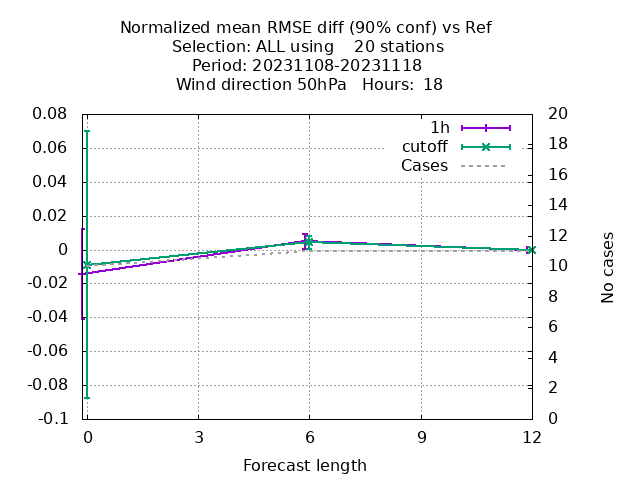 Normalized mean RMSE diff (90% conf) vs Ref
Selection: ALL using    20 stations
Period: 20231108-20231118
Wind direction 50hPa   Hours:  18
0.08
0.06
0.04
0.02
0
-0.02
-0.04
-0.06
-0.08
-0.1
20
18
16
14
12
10
8
6
4
2
0
1h
cutoff
Cases
No cases
0 3 6 9 12
Forecast length